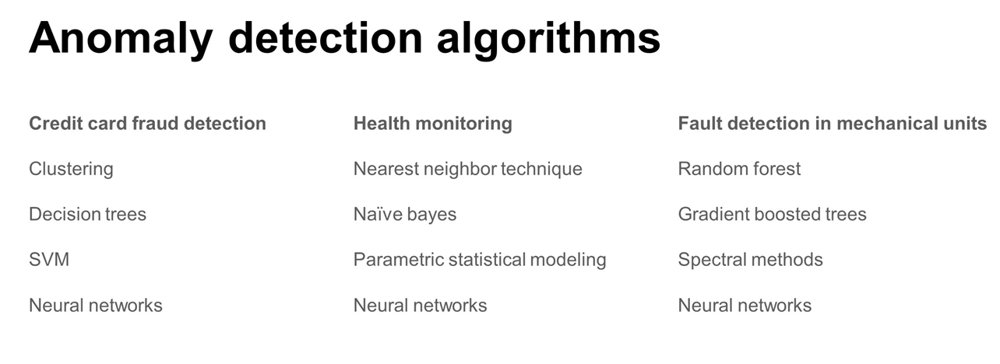 Anomaly detection algorithms
Credit card fraud detection
Health monitoring
Fault detection in mechanical units
Clustering
Nearest neighbor technique
Random forest
Decision trees
Naïve bayes
Gradient boosted trees
SVM
Parametric statistical modeling
Spectral methods
Neural networks
Neural networks
Neural networks